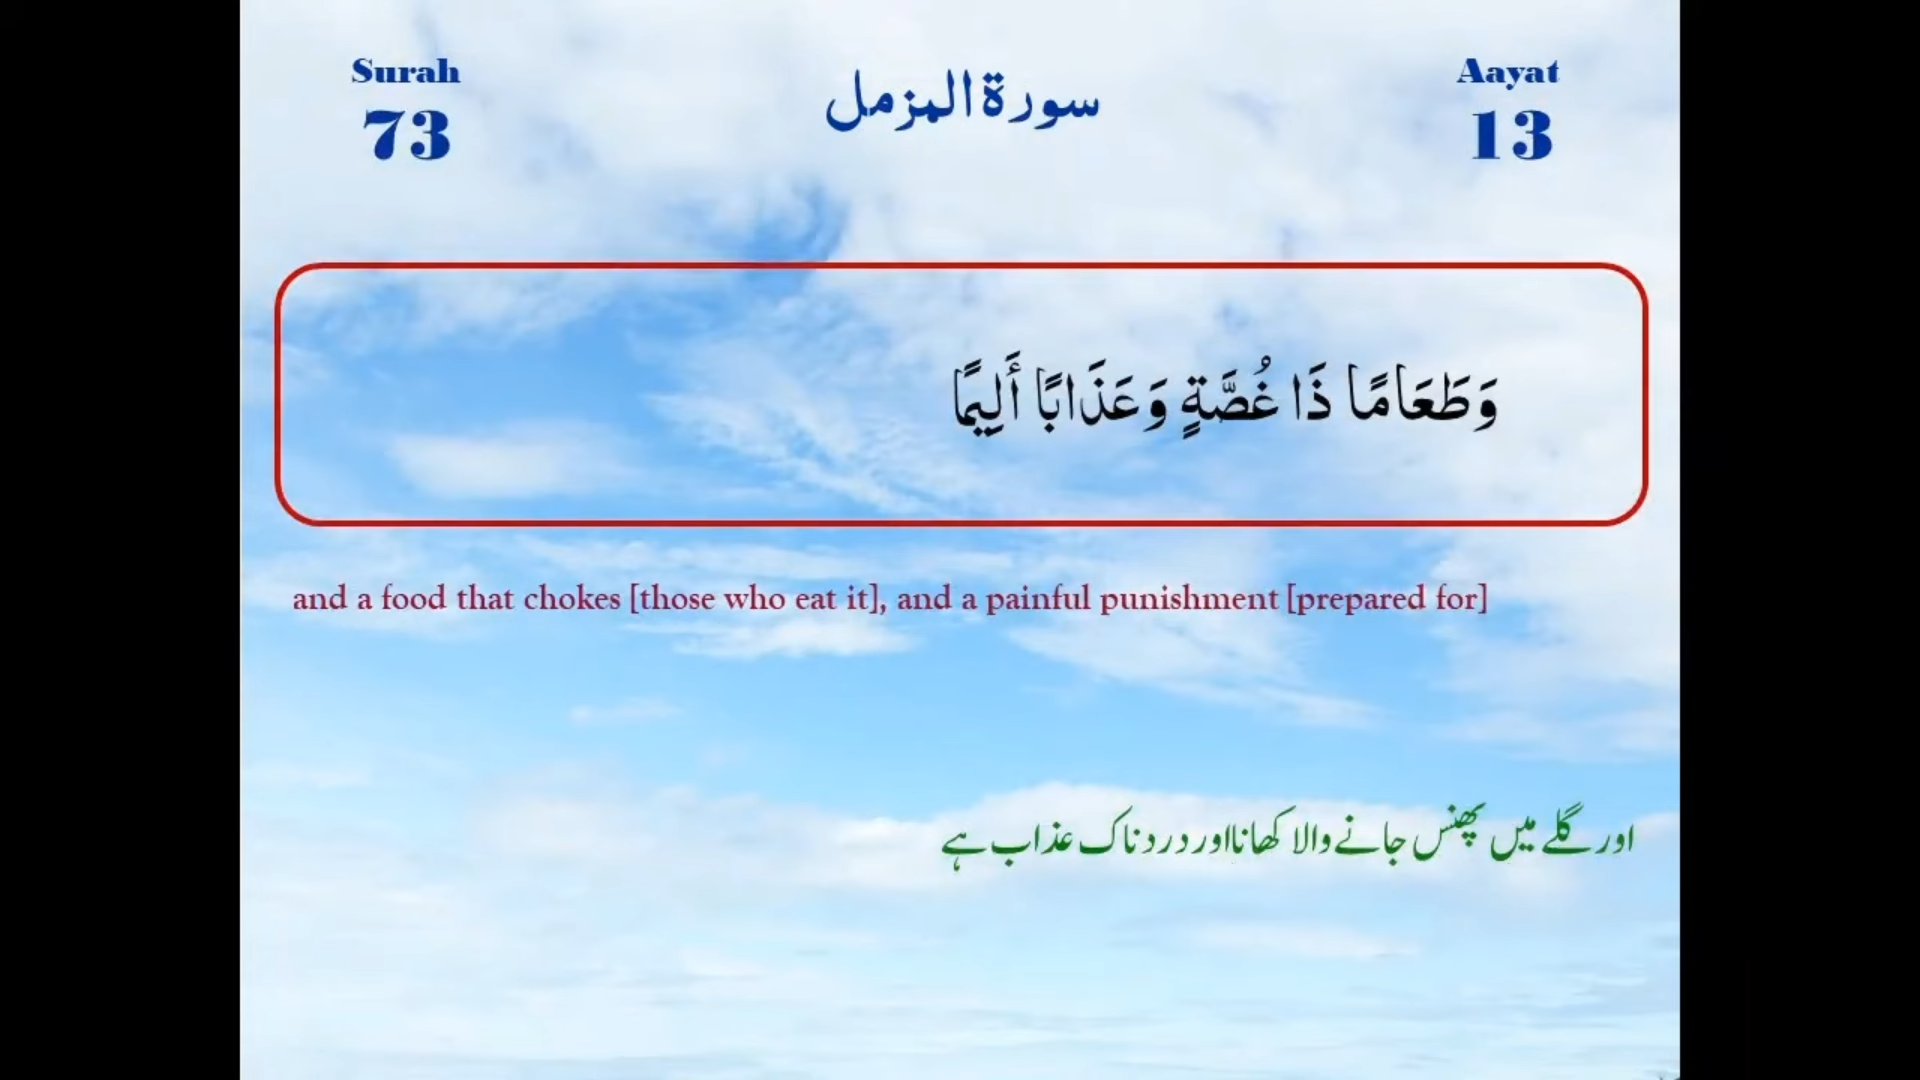 Surah
73
سورة المزمل
Aayat
13
وَطَعَامًا ذَا غُصَّةٍ وَعَذَابًا أَلِيمًا
and a food that chokes [those who eat it], and a painful punishment [prepared for]
اور گلے میں پھنس جانے والا کھانا اور دردناک عذاب ہے